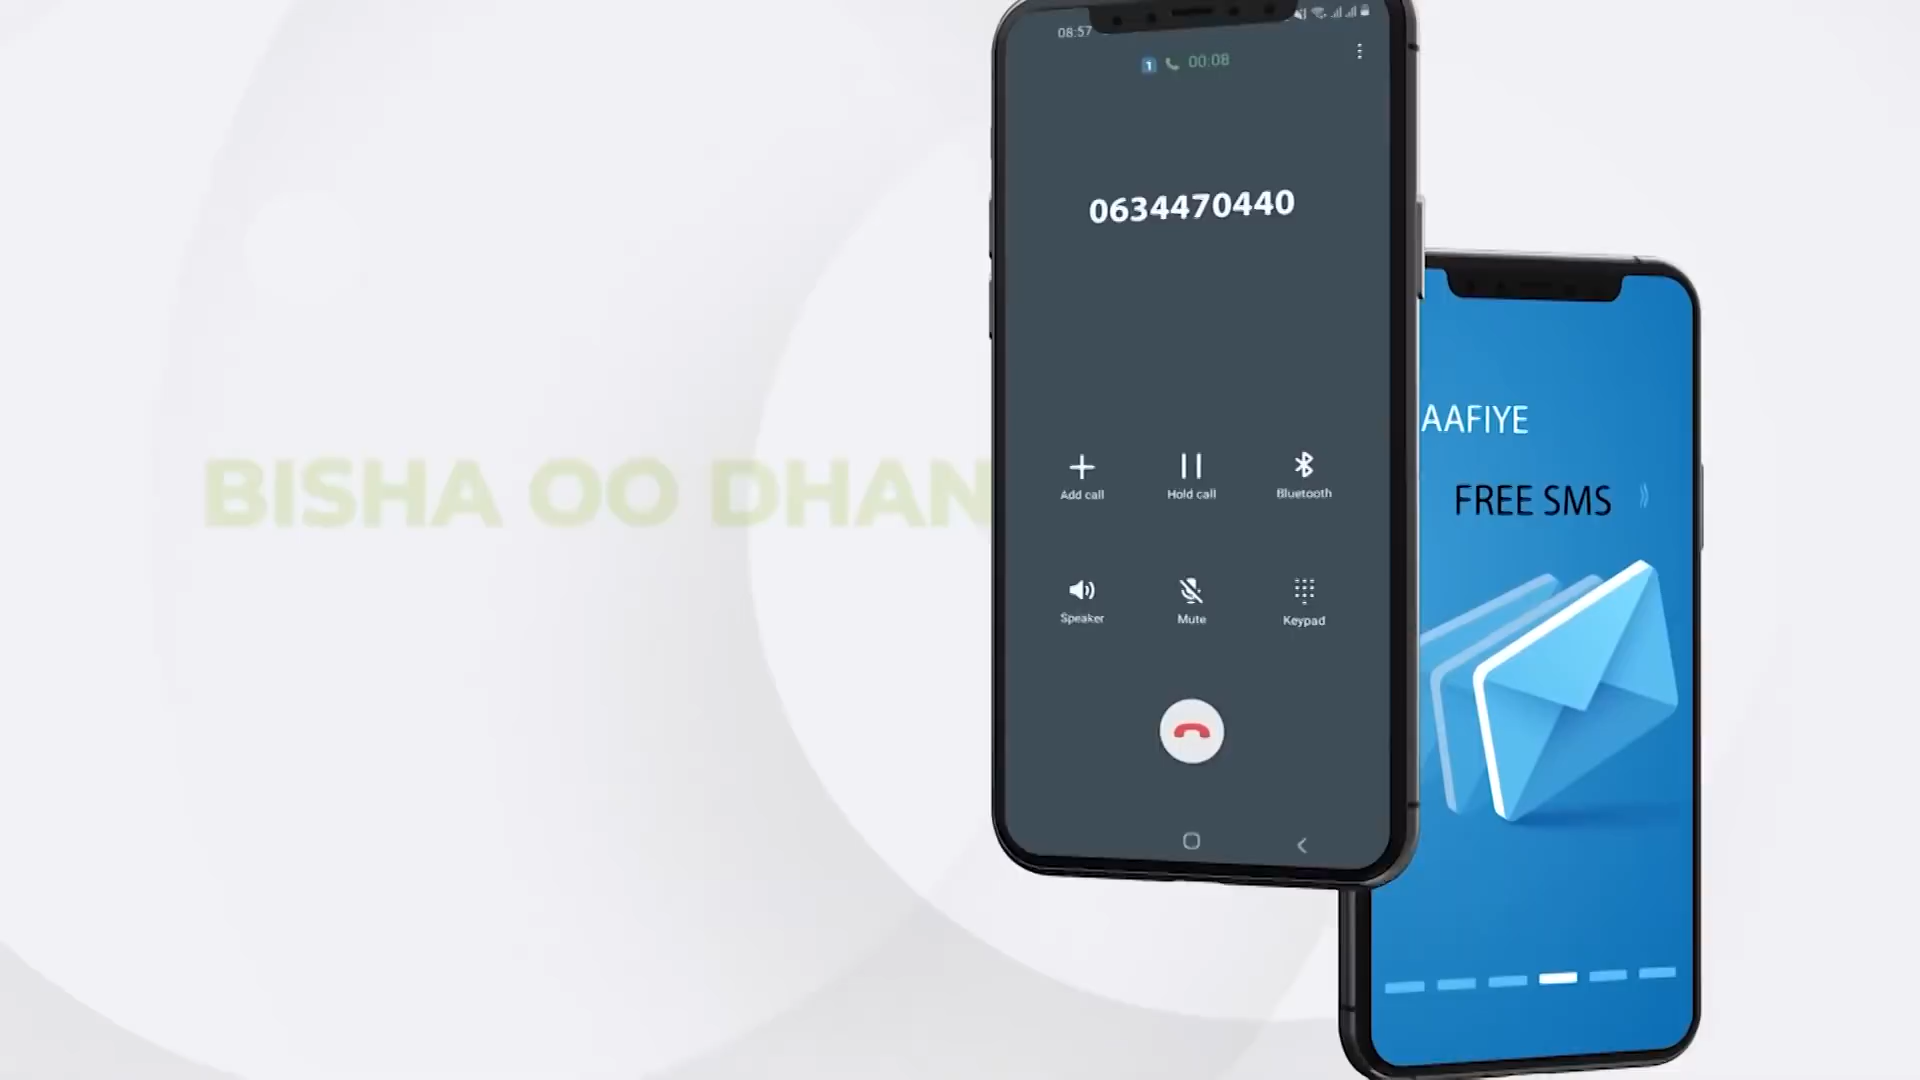 08:57
1 00:08
0634470440
BISHA OO DHAN
Add call
Hold call
Bluetooth
Speaker
Mute
Keypad
AAFIYE
FREE SMS